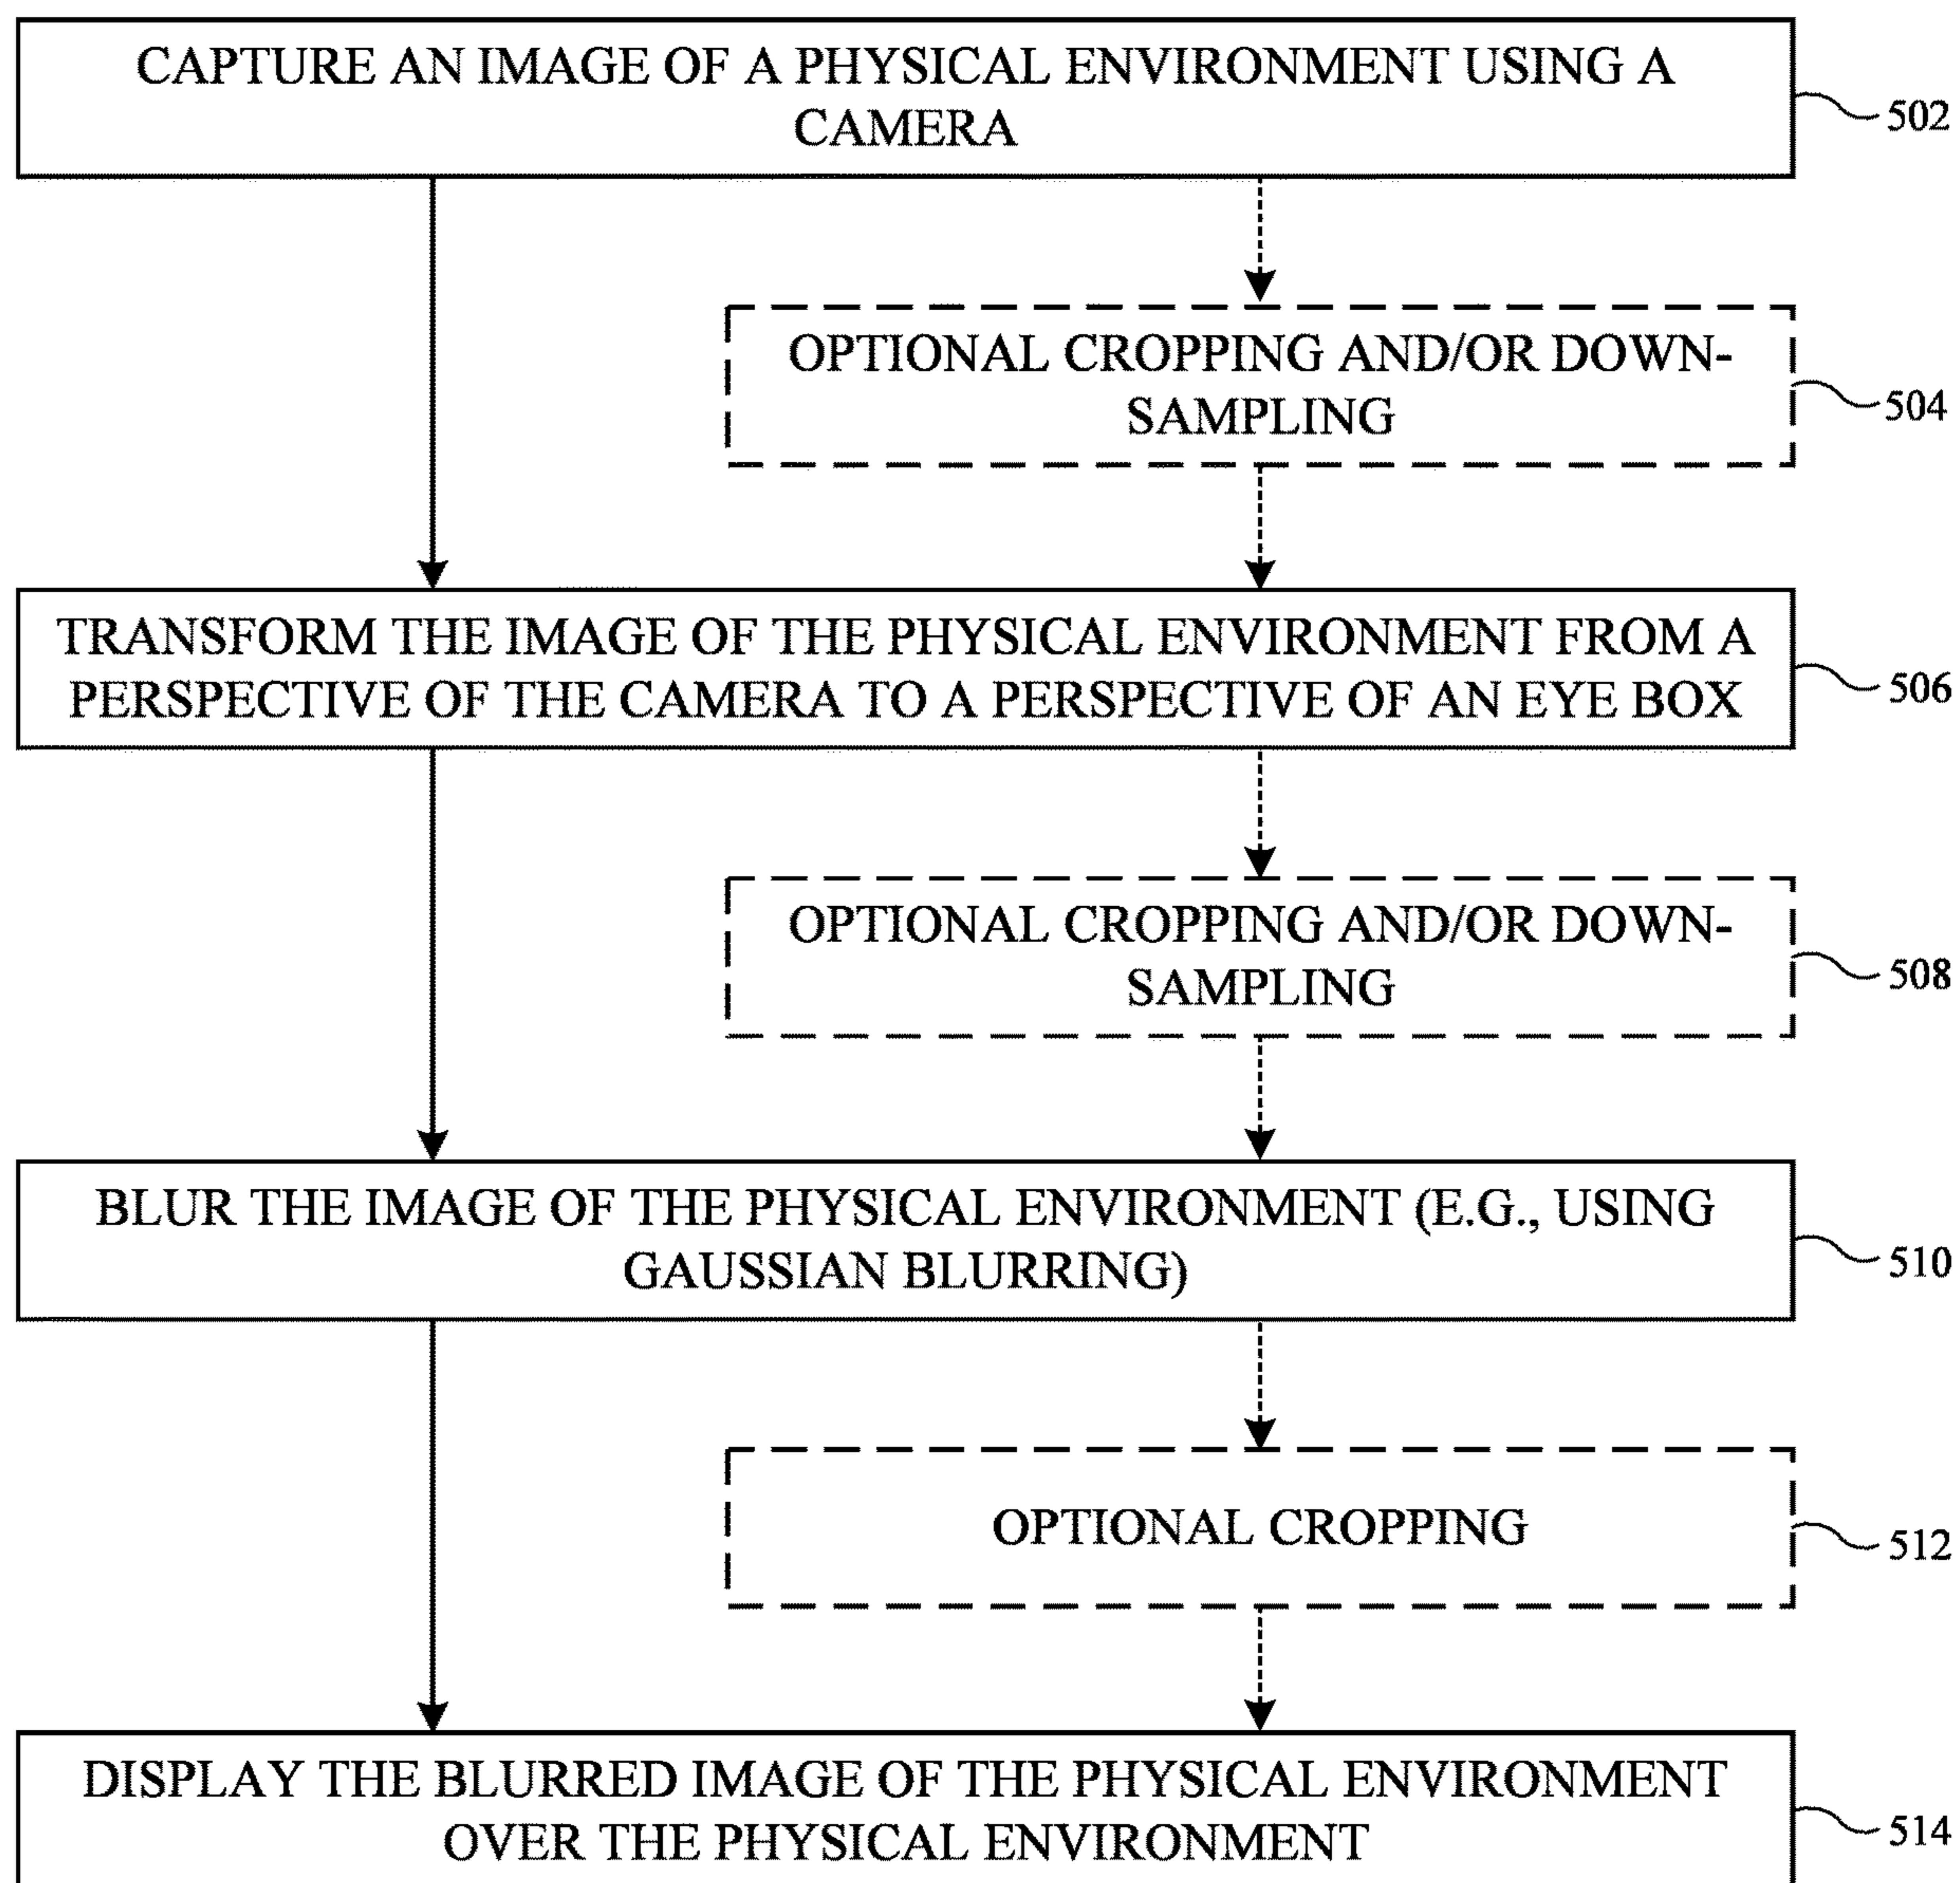 CAPTURE AN IMAGE OF A PHYSICAL ENVIRONMENT USING A
CAMERA
502
OPTIONAL CROPPING AND/OR DOWN-
SAMPLING
504
TRANSFORM THE IMAGE OF THE PHYSICAL ENVIRONMENT FROM A
PERSPECTIVE OF THE CAMERA TO A PERSPECTIVE OF AN EYE BOX
506
OPTIONAL CROPPING AND/OR DOWN-
SAMPLING
508
BLUR THE IMAGE OF THE PHYSICAL ENVIRONMENT (E.G., USING
GAUSSIAN BLURRING)
510
OPTIONAL CROPPING
512
DISPLAY THE BLURRED IMAGE OF THE PHYSICAL ENVIRONMENT
OVER THE PHYSICAL ENVIRONMENT
514